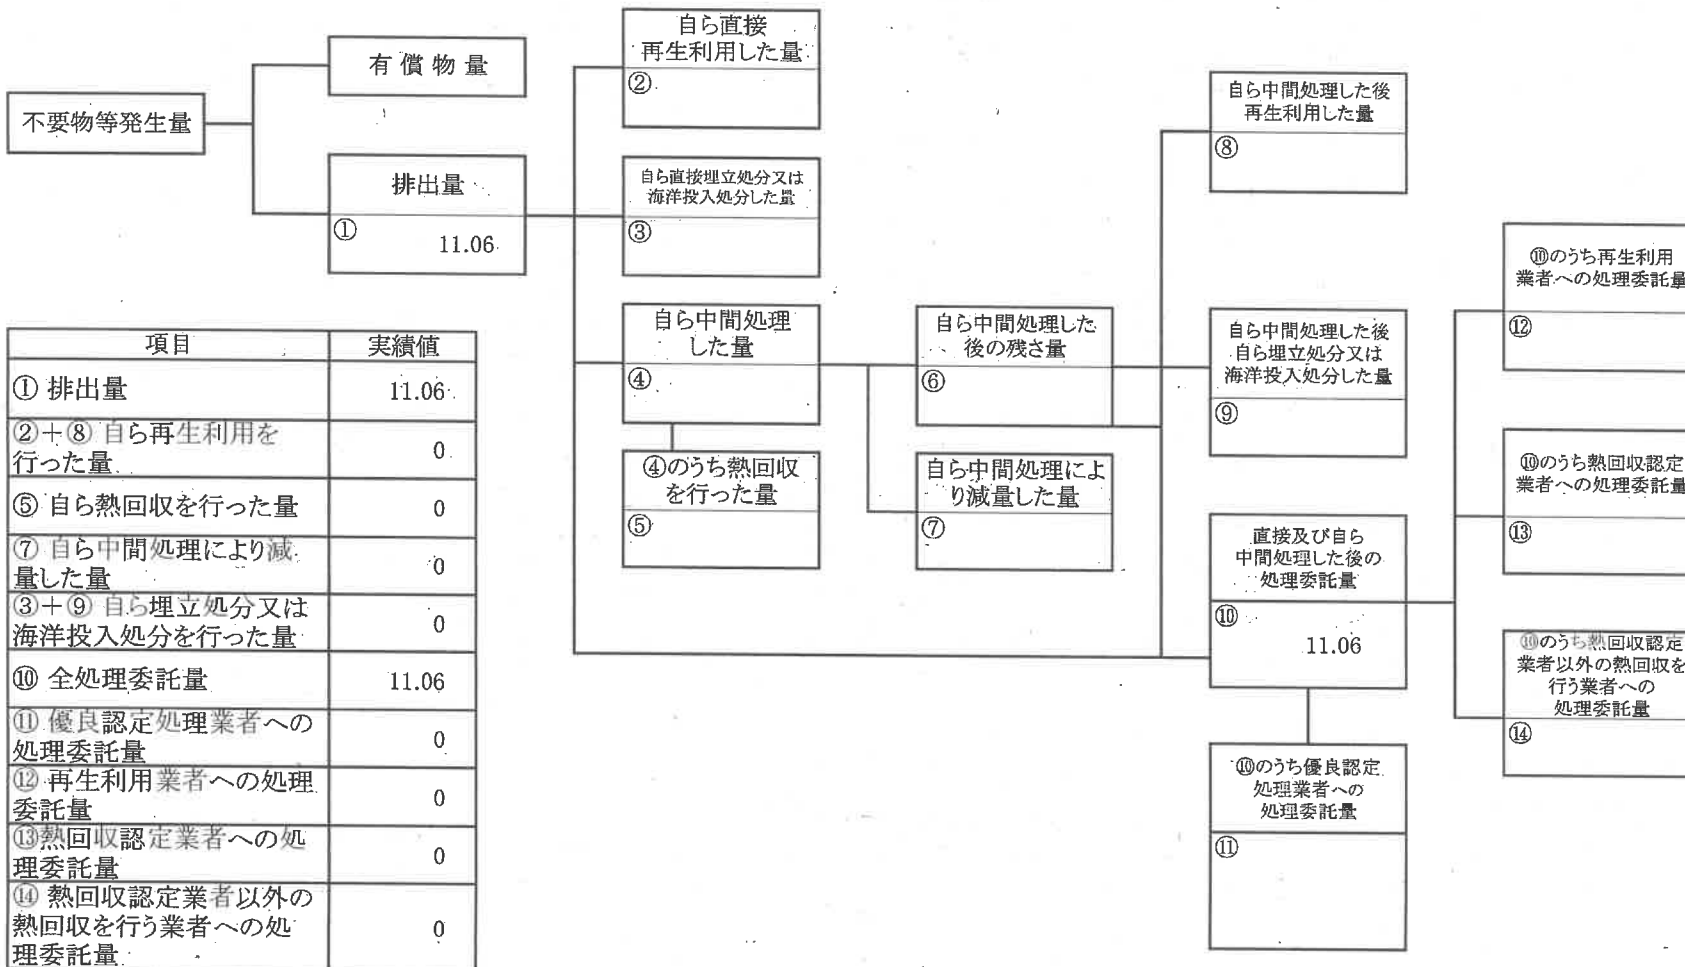 不要物等発生量
有償物量
排出量
①
11.06
自ら直接
再生利用した量
②
自ら直接埋立処分又は
海洋投入処分した量
③
自ら中間処理
した量
④
④のうち熱回収
を行った量
⑤
自ら中間処理した
後の残さ量
⑥
自ら中間処理によ
り減量した量
⑦
自ら中間処理した後
再生利用した量
⑧
自ら中間処理した後
自ら埋立処分又は
海洋投入処分した量
⑨
直接及び自ら
中間処理した後の
処理委託量
⑩
11.06
⑩のうち優良認定
処理業者への
処理委託量
⑪
⑩のうち再生利用
業者への処理委託量
⑫
⑩のうち熱回収認定
業者への処理委託量
⑬
⑩のうち熱回収認定
業者以外の熱回収を
行う業者への
処理委託量
⑭
項目 実績値
① 排出量 11.06
②+⑧ 自ら再生利用を
行った量 0
⑤ 自ら熱回収を行った量 0
⑦ 自ら中間処理により減
量した量 0
③+⑨ 自ら埋立処分又は
海洋投入処分を行った量 0
⑩ 全処理委託量 11.06
⑪ 優良認定処理業者への
処理委託量 0
⑫ 再生利用業者への処理
委託量 0
⑬熱回収認定業者への処
理委託量 0
⑭ 熱回収認定業者以外の
熱回収を行う業者への処
理委託量 0